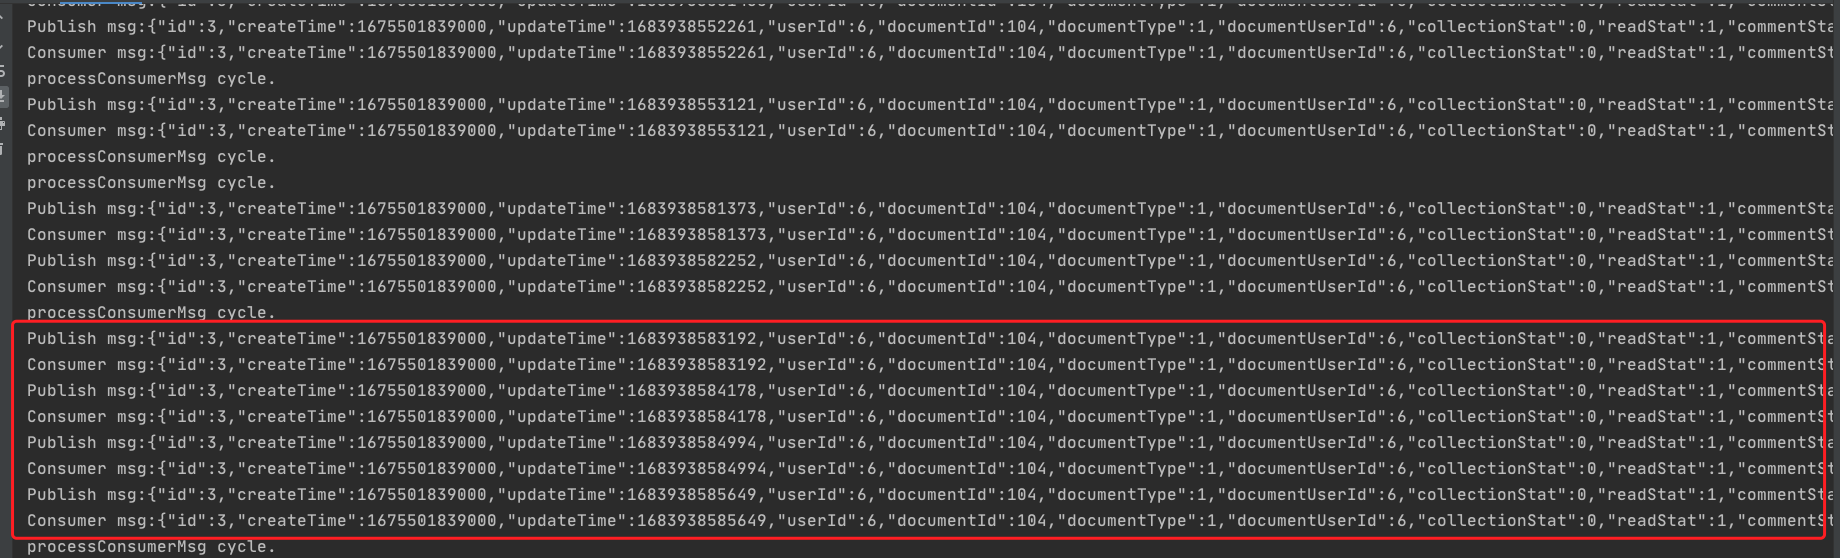 Publish msg:{"id":3,"createTime":1675501839000,"updateTime":1683938552261,"userId":6,"documentId":104,"documentType":1,"documentUserId":6,"collectionStat":0,"readStat":1,"commentSta
Consumer msg:{"id":3,"createTime":1675501839000,"updateTime":1683938552261,"userId":6,"documentId":104,"documentType":1,"documentUserId":6,"collectionStat":0,"readStat":1,"commentSt
processConsumerMsg cycle.
Publish msg:{"id":3,"createTime":1675501839000,"updateTime":1683938553121,"userId":6,"documentId":104,"documentType":1,"documentUserId":6,"collectionStat":0,"readStat":1,"commentSta
Consumer msg:{"id":3,"createTime":1675501839000,"updateTime":1683938553121,"userId":6,"documentId":104,"documentType":1,"documentUserId":6,"collectionStat":0,"readStat":1,"commentSt
processConsumerMsg cycle.
processConsumerMsg cycle.
Publish msg:{"id":3,"createTime":1675501839000,"updateTime":1683938581373,"userId":6,"documentId":104,"documentType":1,"documentUserId":6,"collectionStat":0,"readStat":1,"commentSta
Consumer msg:{"id":3,"createTime":1675501839000,"updateTime":1683938581373,"userId":6,"documentId":104,"documentType":1,"documentUserId":6,"collectionStat":0,"readStat":1,"commentSt
Publish msg:{"id":3,"createTime":1675501839000,"updateTime":1683938582252,"userId":6,"documentId":104,"documentType":1,"documentUserId":6,"collectionStat":0,"readStat":1,"commentSta
Consumer msg:{"id":3,"createTime":1675501839000,"updateTime":1683938582252,"userId":6,"documentId":104,"documentType":1,"documentUserId":6,"collectionStat":0,"readStat":1,"commentSt
processConsumerMsg cycle.
Publish msg:{"id":3,"createTime":1675501839000,"updateTime":1683938583192,"userId":6,"documentId":104,"documentType":1,"documentUserId":6,"collectionStat":0,"readStat":1,"commentSta
Consumer msg:{"id":3,"createTime":1675501839000,"updateTime":1683938583192,"userId":6,"documentId":104,"documentType":1,"documentUserId":6,"collectionStat":0,"readStat":1,"commentSt
Publish msg:{"id":3,"createTime":1675501839000,"updateTime":1683938584178,"userId":6,"documentId":104,"documentType":1,"documentUserId":6,"collectionStat":0,"readStat":1,"commentSta
Consumer msg:{"id":3,"createTime":1675501839000,"updateTime":1683938584178,"userId":6,"documentId":104,"documentType":1,"documentUserId":6,"collectionStat":0,"readStat":1,"commentSt
Publish msg:{"id":3,"createTime":1675501839000,"updateTime":1683938584994,"userId":6,"documentId":104,"documentType":1,"documentUserId":6,"collectionStat":0,"readStat":1,"commentSta
Consumer msg:{"id":3,"createTime":1675501839000,"updateTime":1683938584994,"userId":6,"documentId":104,"documentType":1,"documentUserId":6,"collectionStat":0,"readStat":1,"commentSt
Publish msg:{"id":3,"createTime":1675501839000,"updateTime":1683938585649,"userId":6,"documentId":104,"documentType":1,"documentUserId":6,"collectionStat":0,"readStat":1,"commentSta
Consumer msg:{"id":3,"createTime":1675501839000,"updateTime":1683938585649,"userId":6,"documentId":104,"documentType":1,"documentUserId":6,"collectionStat":0,"readStat":1,"commentSt
processConsumerMsg cycle.